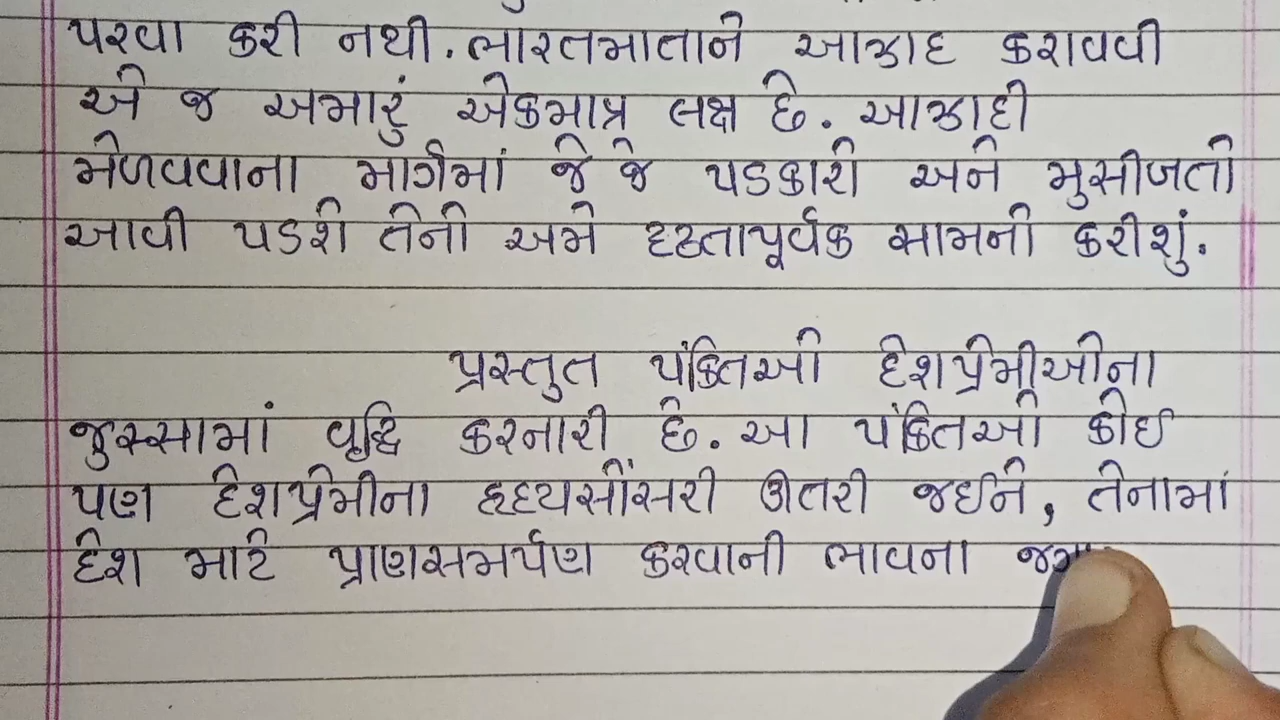 પરવા કરી નથી. ભારતમાતાને આઝાદ કરાવવી
એ જ અમારું એકમાત્ર લક્ષ છે. આઝાદી
મેળવવાના માર્ગમાં જે જે પડકારો અને મુસીબતો
આવી પડશે તેનો અમે દૃઢતાપૂર્વક સામનો કરીશું.
પ્રસ્તુત પંક્તિઓ દેશપ્રેમીઓના
જુસ્સામાં વૃદ્ધિ કરનારી છે. આ પંક્તિઓ કોઈ
પણ દેશપ્રેમીના હૃદયસોંસરી ઊતરી જઈને, તેનામાં
દેશ માટે પ્રાણસમર્પણ કરવાની ભાવના